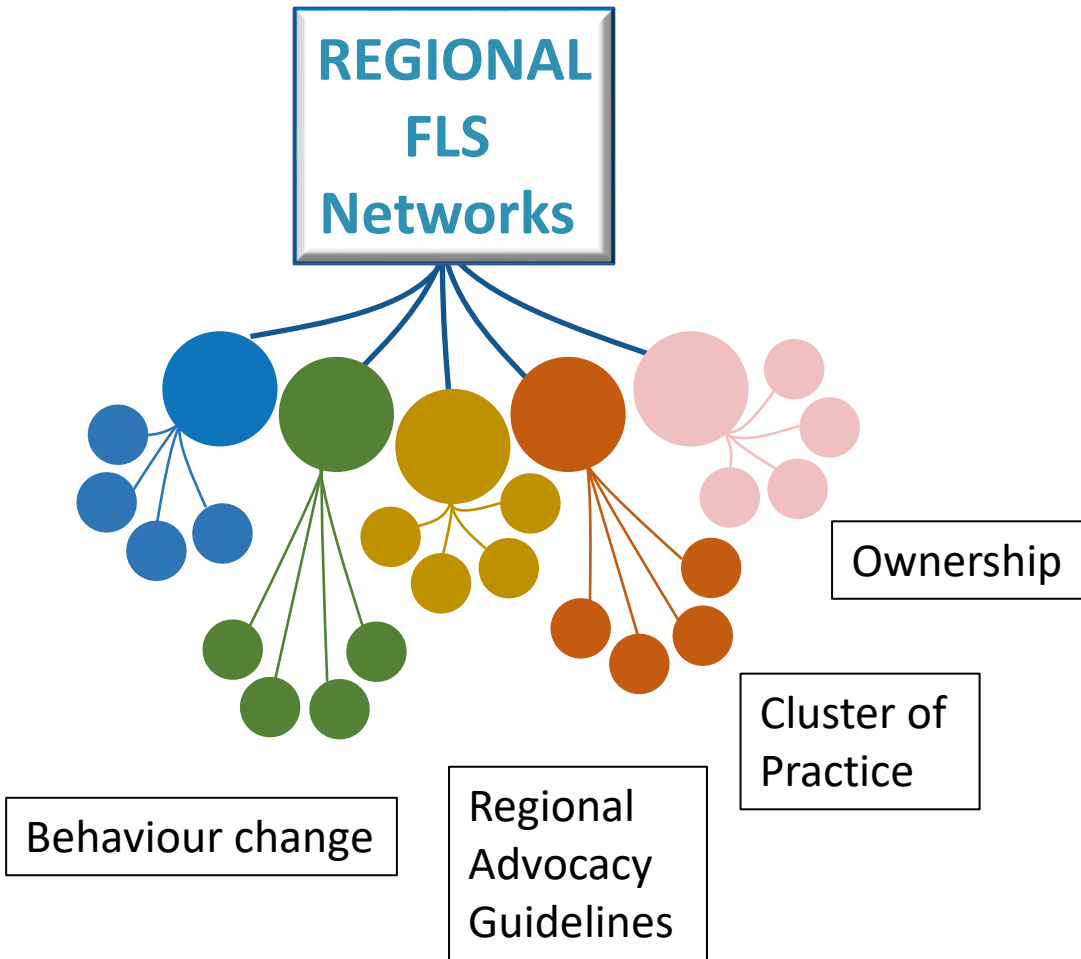 REGIONAL
FLS
Networks
Ownership
Cluster of
Practice
Behaviour change
Regional
Advocacy
Guidelines